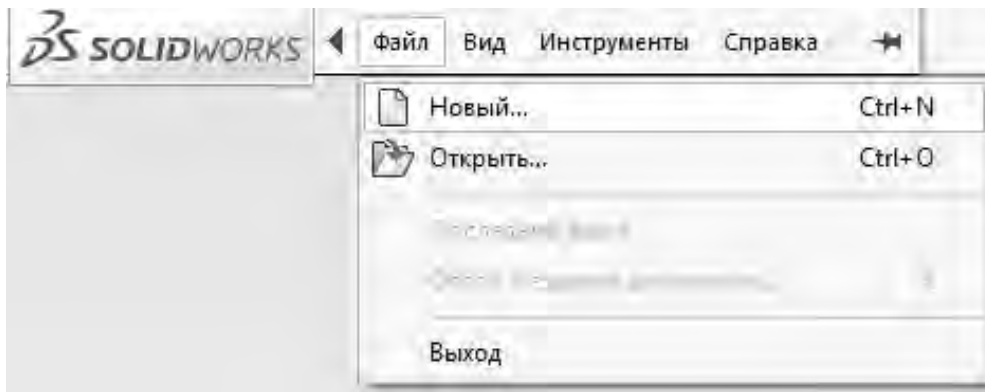 SOLIDWORKS Файл Вид Инструменты Справка
Новый... Ctrl+N
Открыть... Ctrl+O
Выход